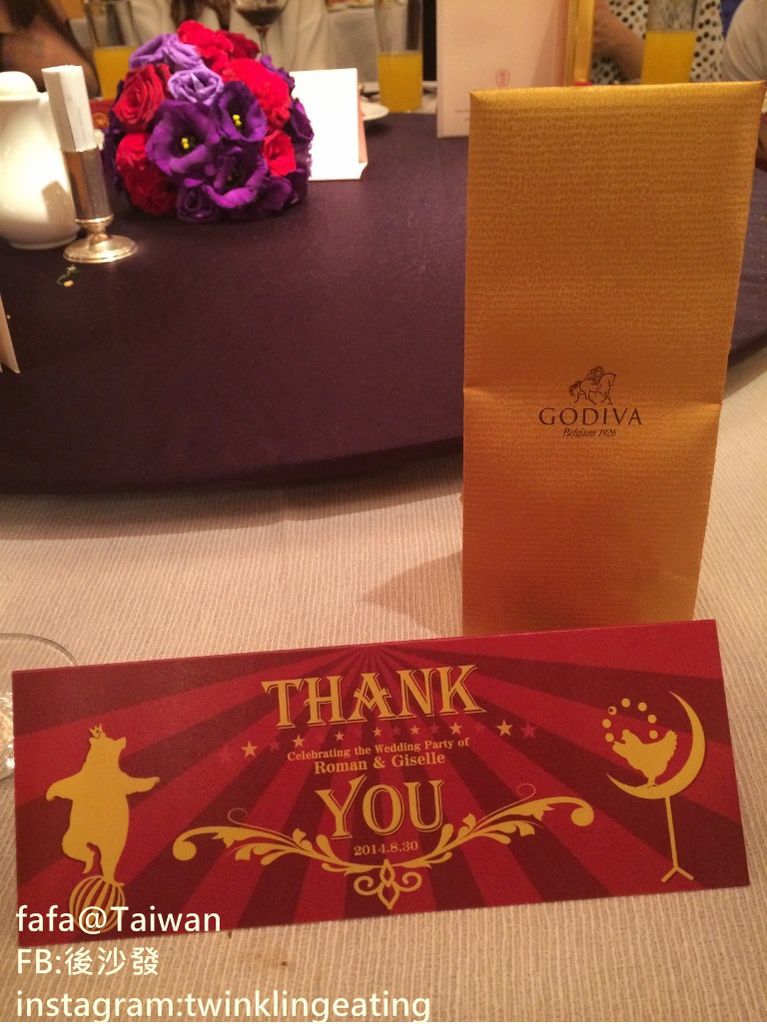 GODIVA
Belgium 1926
THANK
Celebrating the Wedding Party of
Roman & Giselle
YOU
2014.8.30
fafa@Taiwan
FB:後沙發
instagram:twinklingeating